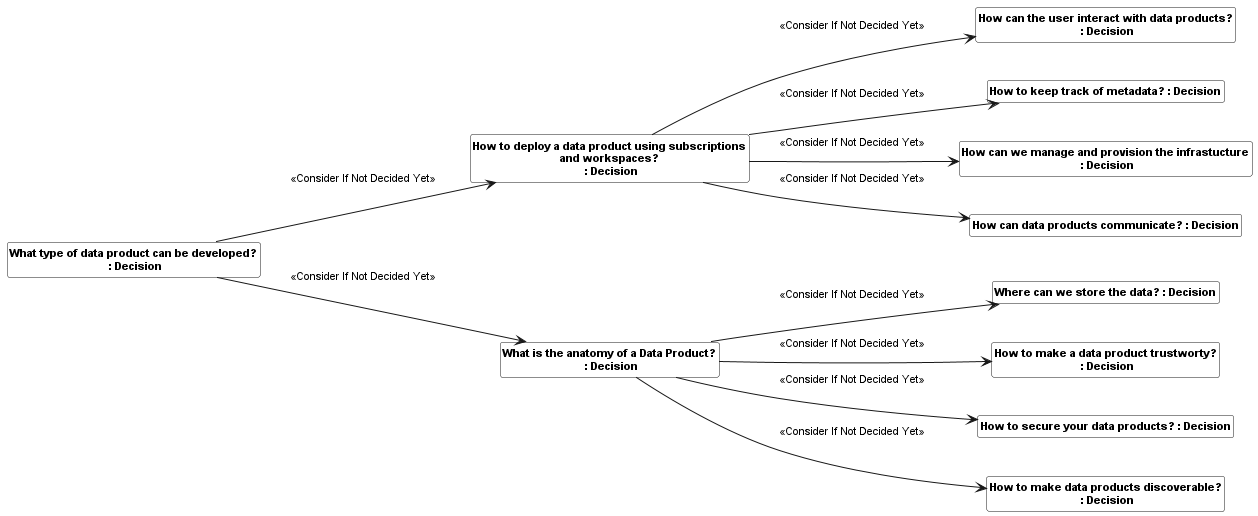 «Consider If Not Decided Yet»
How can the user interact with data products?
: Decision
«Consider If Not Decided Yet»
How to keep track of metadata? : Decision
How to deploy a data product using subscriptions
and workspaces?
: Decision
«Consider If Not Decided Yet»
How can we manage and provision the infrastucture
: Decision
«Consider If Not Decided Yet»
«Consider If Not Decided Yet»
How can data products communicate? : Decision
What type of data product can be developed?
: Decision
«Consider If Not Decided Yet»
«Consider If Not Decided Yet»
Where can we store the data? : Decision
What is the anatomy of a Data Product?
: Decision
«Consider If Not Decided Yet»
How to make a data product trustworty?
: Decision
«Consider If Not Decided Yet»
How to secure your data products? : Decision
«Consider If Not Decided Yet»
How to make data products discoverable?
: Decision